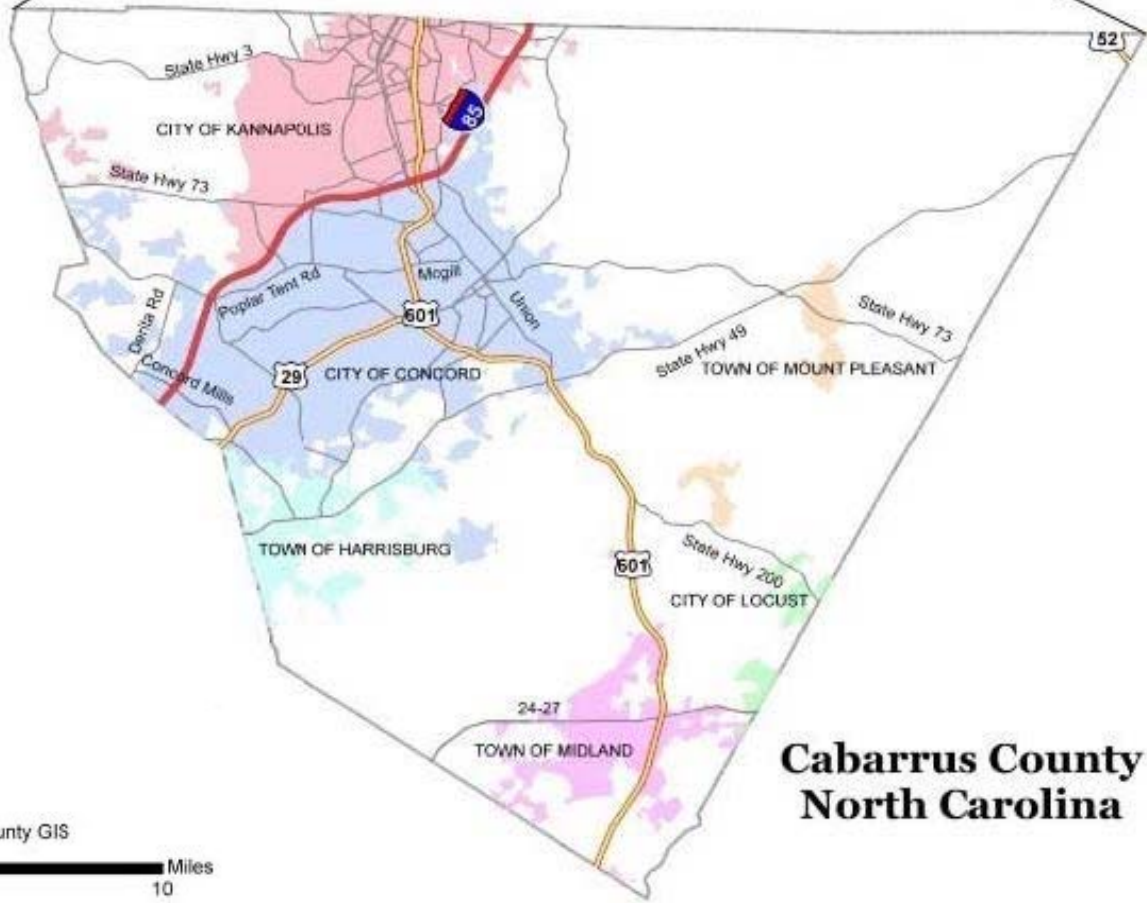 52
State Hwy 3
85
CITY OF KANNAPOLIS
State Hwy 73
Mcgill
Poplar Tent Rd
Union
Derita Rd
601
State Hwy 73
State Hwy 49
Concord Mills
29
CITY OF CONCORD
TOWN OF MOUNT PLEASANT
TOWN OF HARRISBURG
State Hwy 200
601
CITY OF LOCUST
24-27
TOWN OF MIDLAND
Cabarrus County
North Carolina
unty GIS
Miles
10